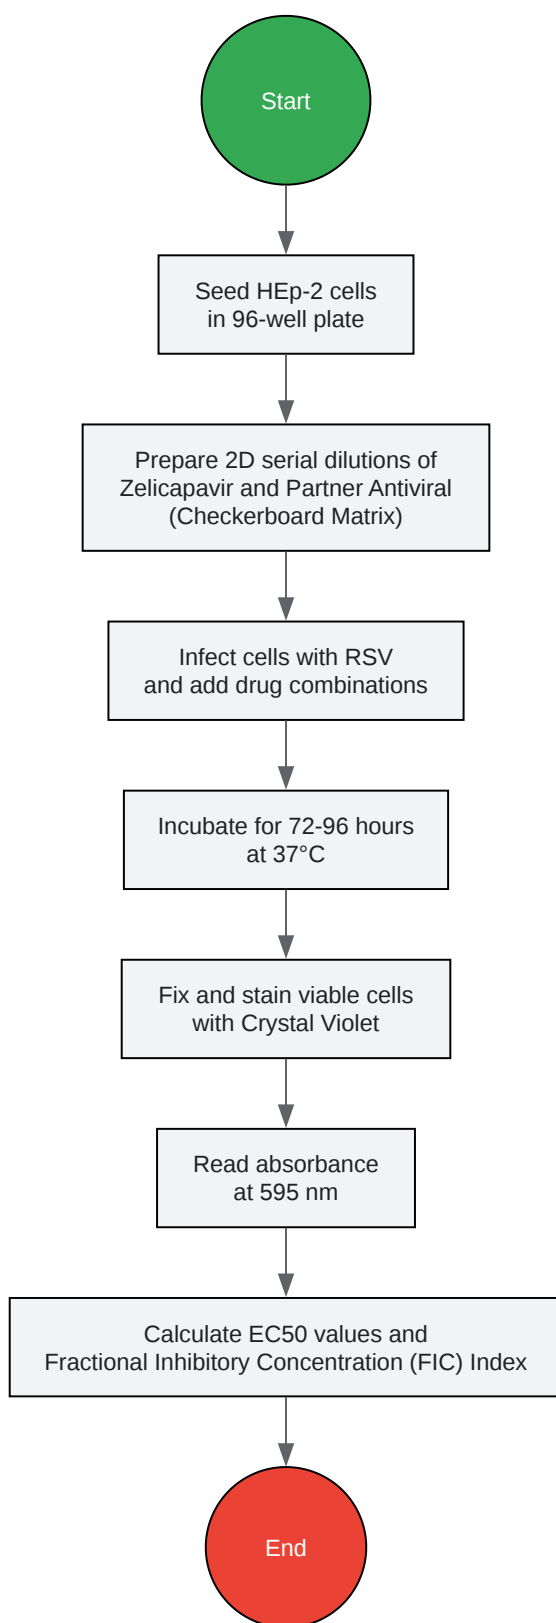 Start
Seed HEp-2 cells
in 96-well plate
Prepare 2D serial dilutions of
Zelicapavir and Partner Antiviral
(Checkerboard Matrix)
Infect cells with RSV
and add drug combinations
Incubate for 72-96 hours
at 37°C
Fix and stain viable cells
with Crystal Violet
Read absorbance
at 595 nm
Calculate EC50 values and
Fractional Inhibitory Concentration (FIC) Index
End